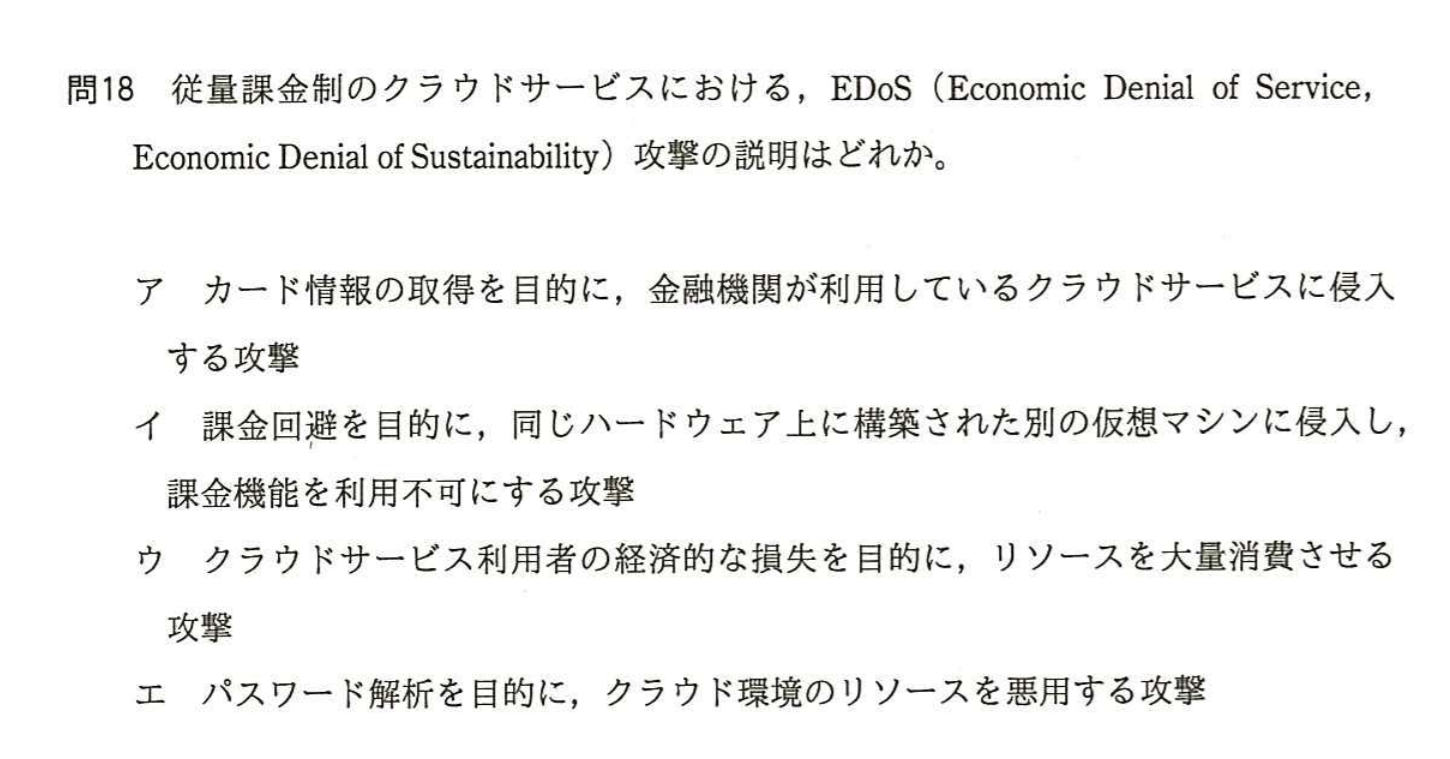 問18　従量課金制のクラウドサービスにおける，EDoS（Economic Denial of Service，
Economic Denial of Sustainability）攻撃の説明はどれか。
ア　カード情報の取得を目的に，金融機関が利用しているクラウドサービスに侵入
する攻撃
イ　課金回避を目的に，同じハードウェア上に構築された別の仮想マシンに侵入し，
課金機能を利用不可にする攻撃
ウ　クラウドサービス利用者の経済的な損失を目的に，リソースを大量消費させる
攻撃
エ　パスワード解析を目的に，クラウド環境のリソースを悪用する攻撃